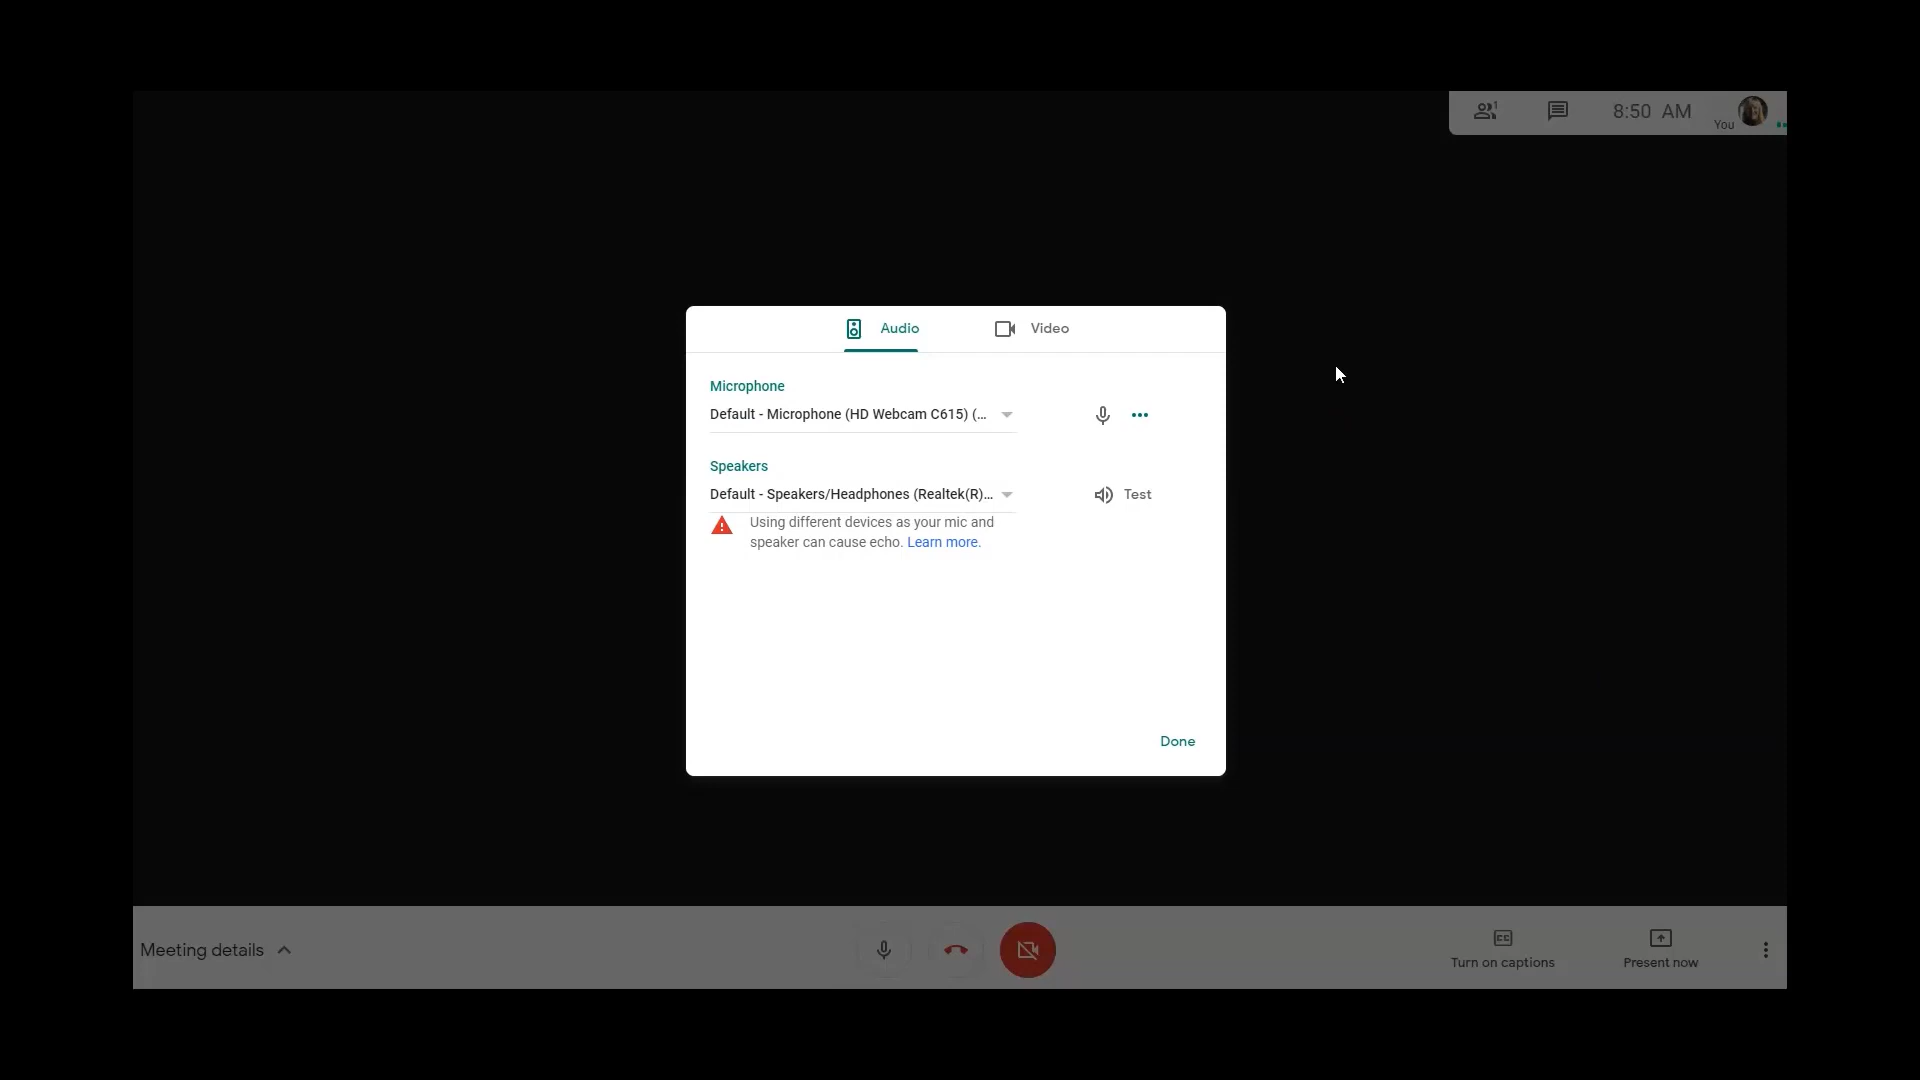 1
8:50 AM
You
Audio
Video
Microphone
Default - Microphone (HD Webcam C615) (...
Speakers
Default - Speakers/Headphones (Realtek(R)...
Test
Using different devices as your mic and
speaker can cause echo. Learn more.
Done
Meeting details
CC
Turn on captions
Present now